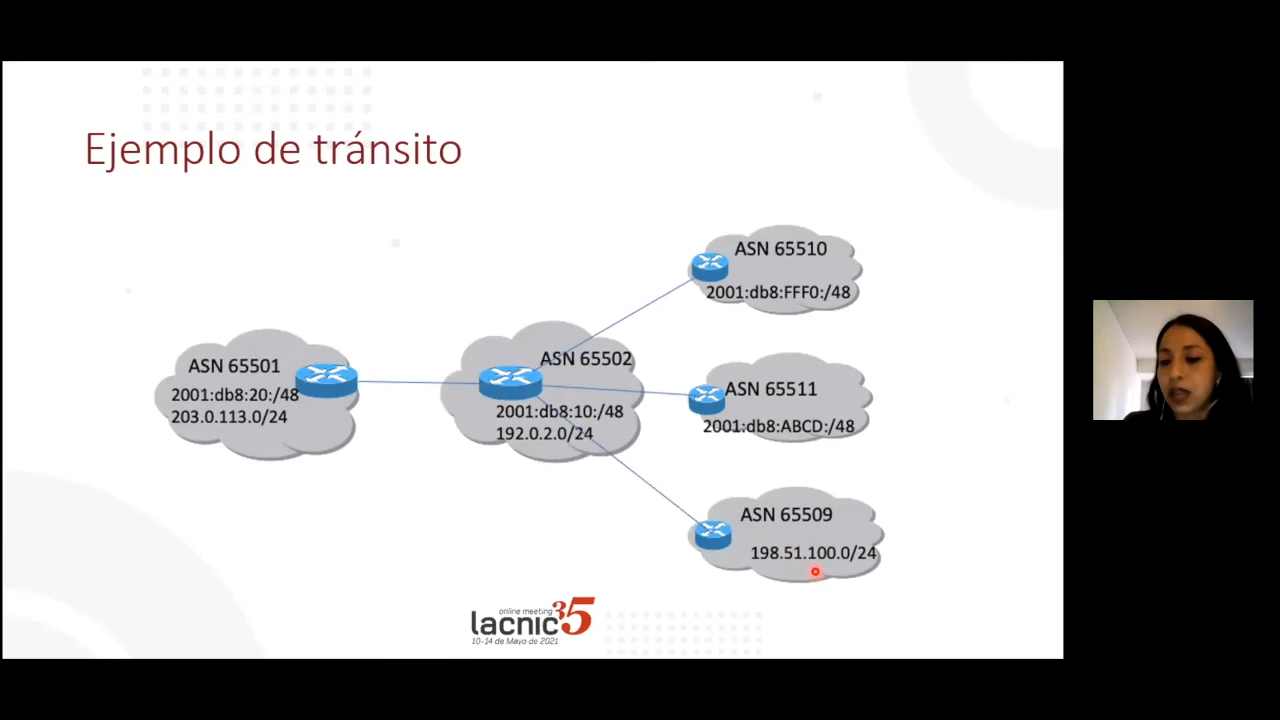 Ejemplo de tránsito
ASN 65510
2001:db8:FFF0:/48
ASN 65501
2001:db8:20:/48
203.0.113.0/24
ASN 65502
2001:db8:10:/48
192.0.2.0/24
ASN 65511
2001:db8:ABCD:/48
ASN 65509
198.51.100.0/24
online meeting
lacnic35
10-14 de Mayo de 2021